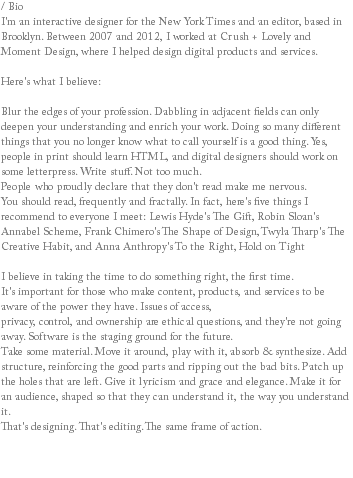 / Bio
I'm an interactive designer for the New York Times and an editor, based in
Brooklyn. Between 2007 and 2012, I worked at Crush + Lovely and
Moment Design, where I helped design digital products and services.
Here's what I believe:
Blur the edges of your profession. Dabbling in adjacent fields can only
deepen your understanding and enrich your work. Doing so many different
things that you no longer know what to call yourself is a good thing. Yes,
people in print should learn HTML, and digital designers should work on
some letterpress. Write stuff. Not too much.
People who proudly declare that they don't read make me nervous.
You should read, frequently and fractally. In fact, here's five things I
recommend to everyone I meet: Lewis Hyde's The Gift, Robin Sloan's
Annabel Scheme, Frank Chimero's The Shape of Design, Twyla Tharp's The
Creative Habit, and Anna Anthropy's To the Right, Hold on Tight
I believe in taking the time to do something right, the first time.
It's important for those who make content, products, and services to be
aware of the power they have. Issues of access,
privacy, control, and ownership are ethical questions, and they're not going
away. Software is the staging ground for the future.
Take some material. Move it around, play with it, absorb & synthesize. Add
structure, reinforcing the good parts and ripping out the bad bits. Patch up
the holes that are left. Give it lyricism and grace and elegance. Make it for
an audience, shaped so that they can understand it, the way you understand
it.
That's designing. That's editing. The same frame of action.